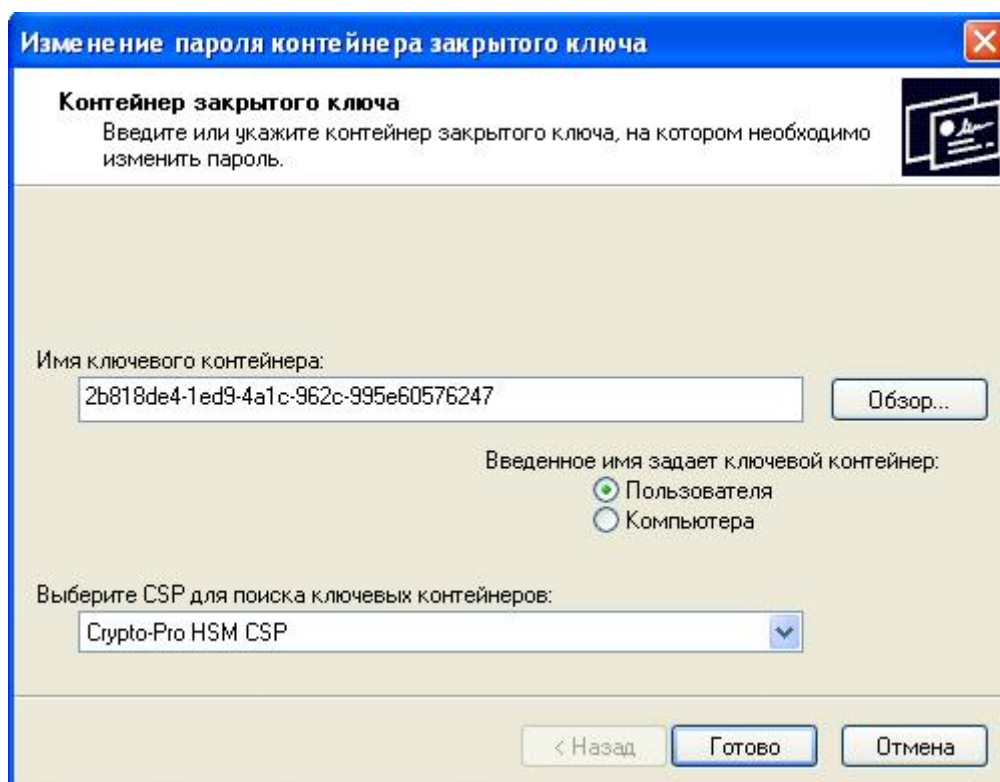 Изменение пароля контейнера закрытого ключа
Контейнер закрытого ключа
Введите или укажите контейнер закрытого ключа, на котором необходимо
изменить пароль.
Имя ключевого контейнера:
2b818de4-1ed9-4a1c-962c-995e60576247
Обзор...
Введенное имя задает ключевой контейнер:
Пользователя
Компьютера
Выберите CSP для поиска ключевых контейнеров:
Crypto-Pro HSM CSP
< Назад
Готово
Отмена